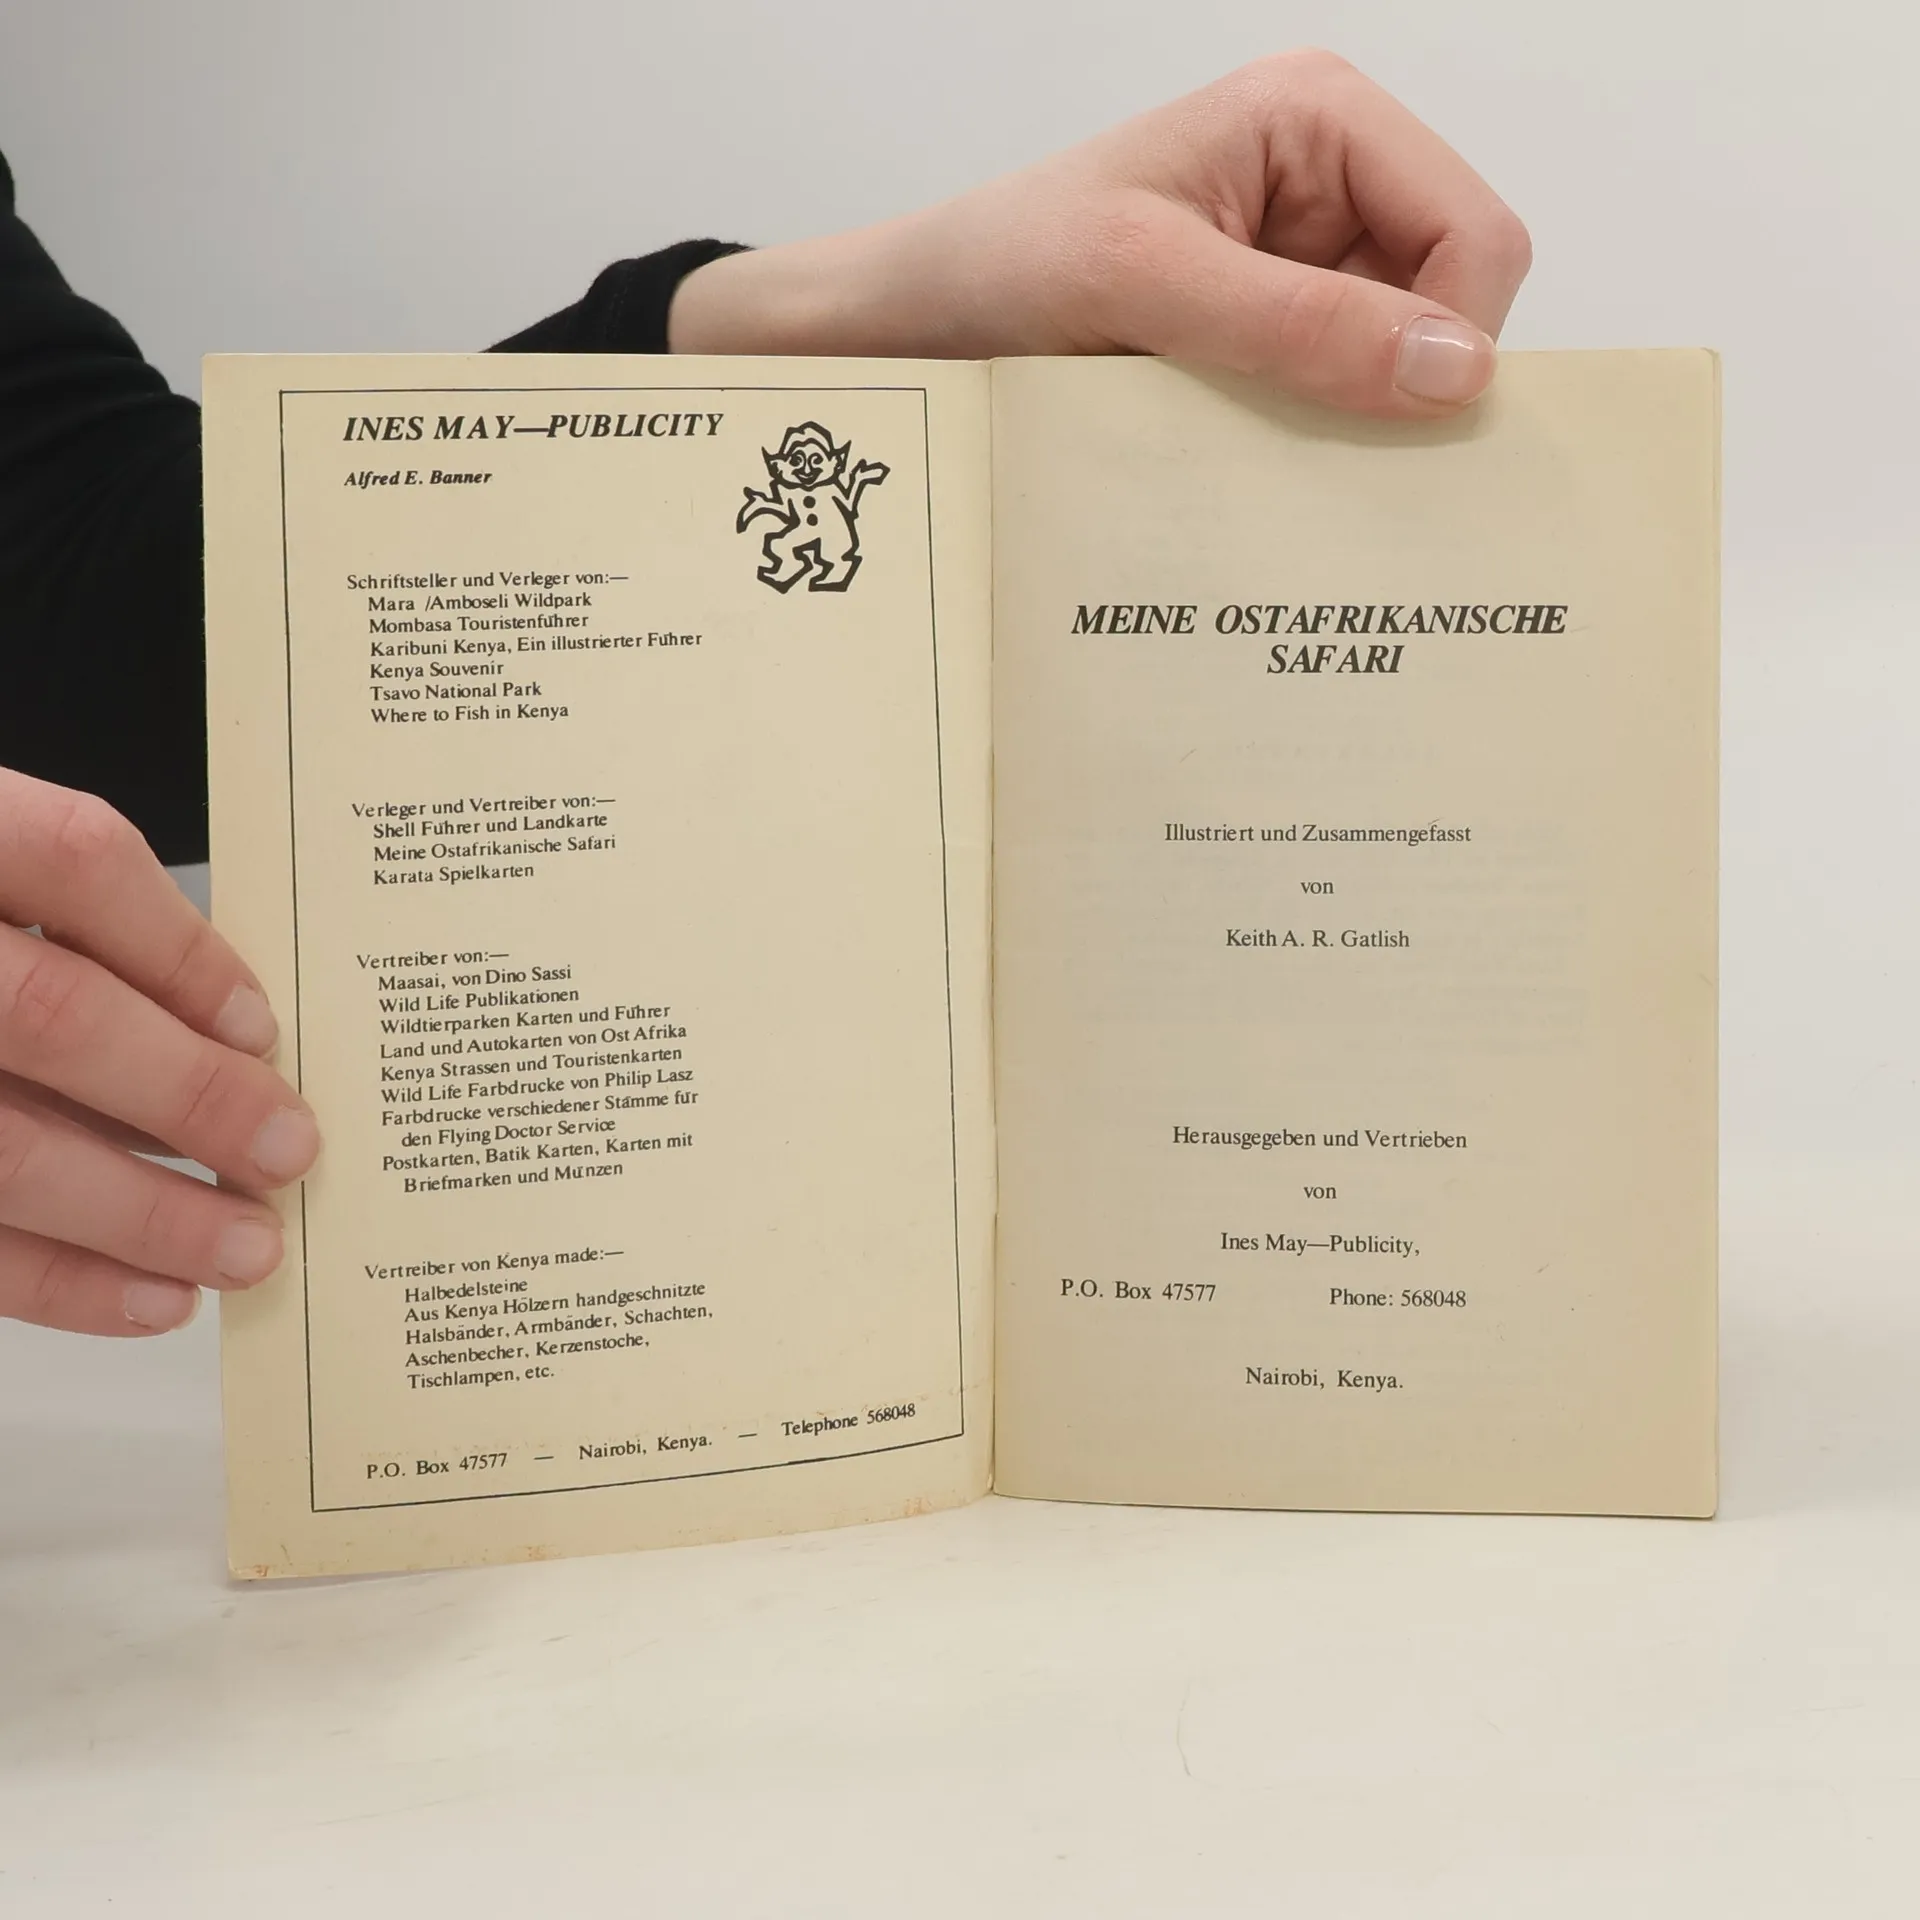 INES MAY—PUBLICITY
Alfred E. Banner
Schriftsteller und Verleger von:—
Mara /Amboseli Wildpark
Mombasa Touristenführer
Karibuni Kenya, Ein illustrierter Führer
Kenya Souvenir
Tsavo National Park
Where to Fish in Kenya
Verleger und Vertreiber von:—
Shell Führer und Landkarte
Meine Ostafrikanische Safari
Karata Spielkarten
Vertreiber von:—
Maasai, von Dino Sassi
Wild Life Publikationen
Wildtierparken Karten und Führer
Land und Autokarten von Ost Afrika
Kenya Strassen und Touristenkarten
Wild Life Farbdrucke von Philip Lasz
Farbdrucke verschiedener Stämme für
den Flying Doctor Service
Postkarten, Batik Karten, Karten mit
Briefmarken und Münzen
Vertreiber von Kenya made:—
Halbedelsteine
Aus Kenya Hölzern handgeschnitzte
Halsbänder, Armbänder, Schachten,
Aschenbecher, Kerzenstoche,
Tischlampen, etc.
P.O. Box 47577 — Nairobi, Kenya. — Telephone 568048
MEINE OSTAFRIKANISCHE
SAFARI
Illustriert und Zusammengefasst
von
Keith A. R. Gatlish
Herausgegeben und Vertrieben
von
Ines May—Publicity,
P.O. Box 47577 Phone: 568048
Nairobi, Kenya.